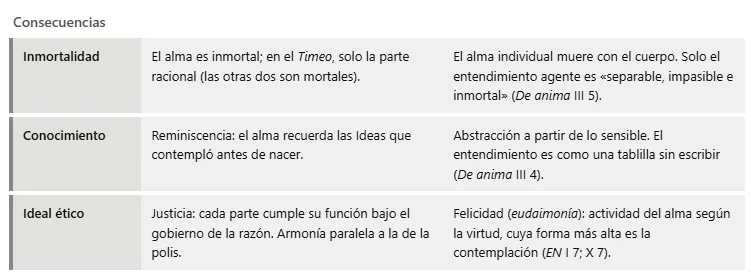 Consecuencias
Inmortalidad
El alma es inmortal; en el Timeo, solo la parte
racional (las otras dos son mortales).
El alma individual muere con el cuerpo. Solo el
entendimiento agente es «separable, impasible e
inmortal» (De anima III 5).
Conocimiento
Reminiscencia: el alma recuerda las Ideas que
contempló antes de nacer.
Abstracción a partir de lo sensible. El
entendimiento es como una tablilla sin escribir
(De anima III 4).
Ideal ético
Justicia: cada parte cumple su función bajo el
gobierno de la razón. Armonía paralela a la de la
polis.
Felicidad (eudaimonía): actividad del alma según
la virtud, cuya forma más alta es la
contemplación (EN I 7; X 7).